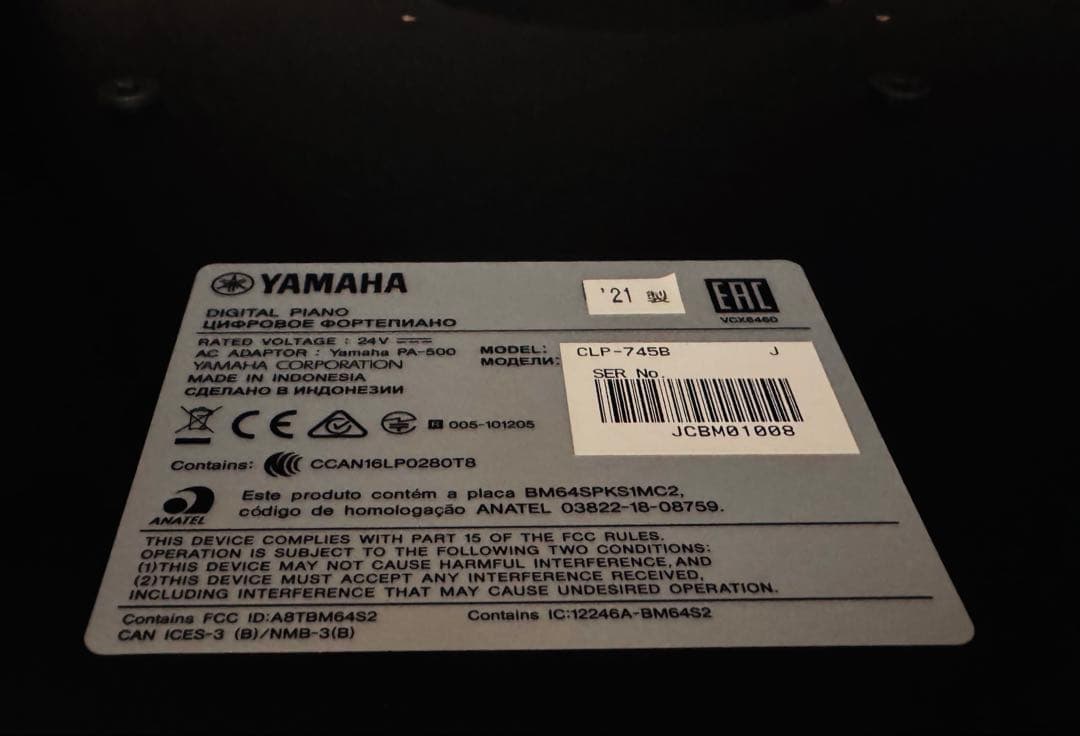 YAMAHA
'21 製
EAC
VCX6460
DIGITAL PIANO
ЦИФРОВОЕ ФОРТЕПИАНО
RATED VOLTAGE : 24V
AC ADAPTOR : Yamaha PA-500
YAMAHA CORPORATION
MADE IN INDONESIA
СДЕЛАНО В ИНДОНЕЗИИ
MODEL:
МОДЕЛИ:
CLP-745B J
SER No.
JCBM01008
CE
R 005-101205
Contains: CCAN16LP0280T8
ANATEL
Este produto contém a placa BM64SPKS1MC2,
código de homologação ANATEL 03822-18-08759.
THIS DEVICE COMPLIES WITH PART 15 OF THE FCC RULES.
OPERATION IS SUBJECT TO THE FOLLOWING TWO CONDITIONS:
(1)THIS DEVICE MAY NOT CAUSE HARMFUL INTERFERENCE,AND
(2)THIS DEVICE MUST ACCEPT ANY INTERFERENCE RECEIVED,
INCLUDING INTERFERENCE THAT MAY CAUSE UNDESIRED OPERATION.
Contains FCC ID:A8TBM64S2 Contains IC:12246A-BM64S2
CAN ICES-3 (B)/NMB-3(B)